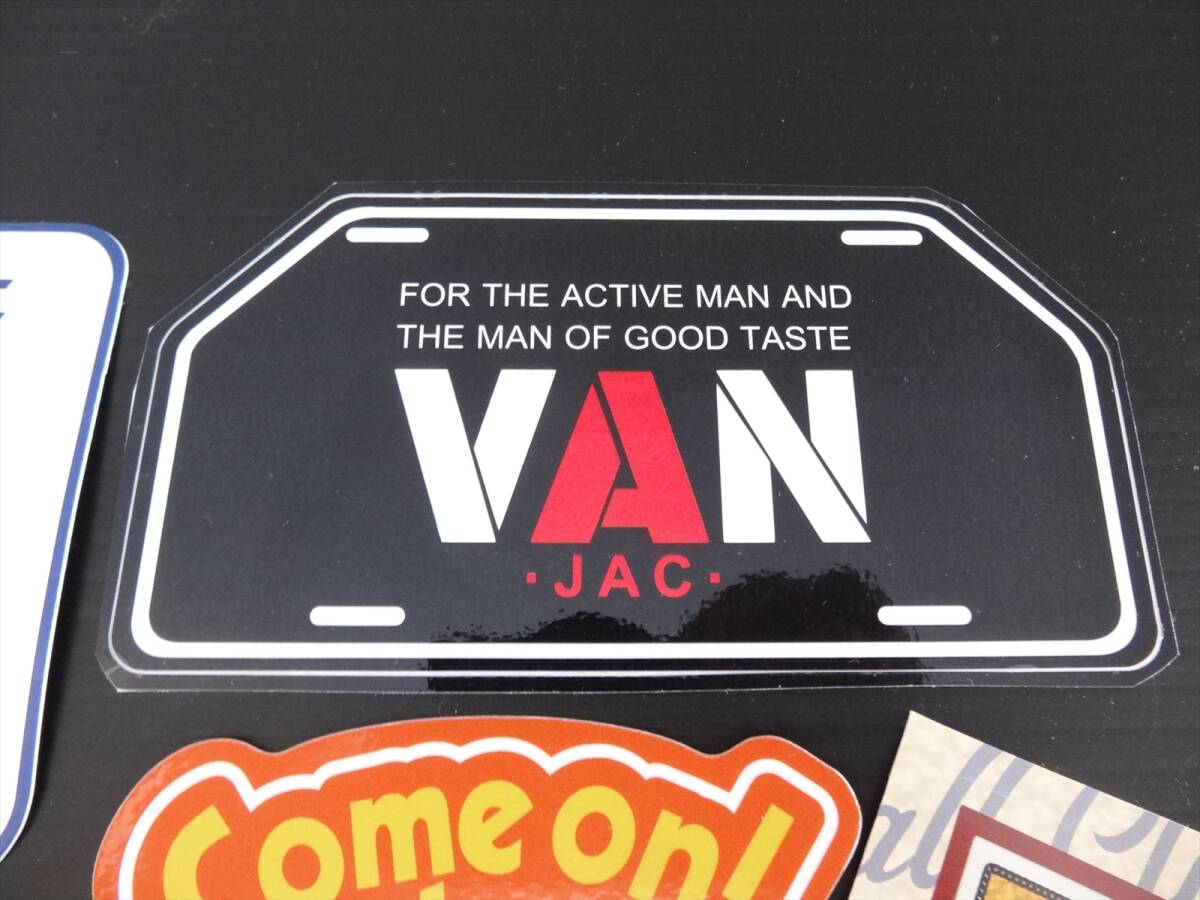 FOR THE ACTIVE MAN AND
THE MAN OF GOOD TASTE
VAN
·JAC·
Come on!